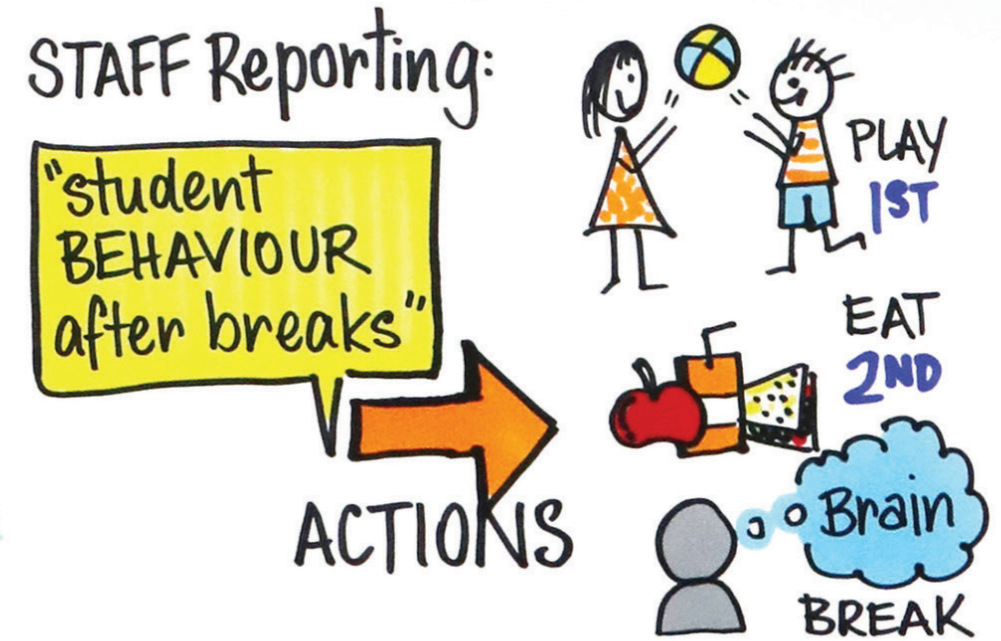 STAFF Reporting:
"student
BEHAVIOUR
after breaks"
ACTIONS
PLAY
1ST
EAT
2ND
Brain
BREAK